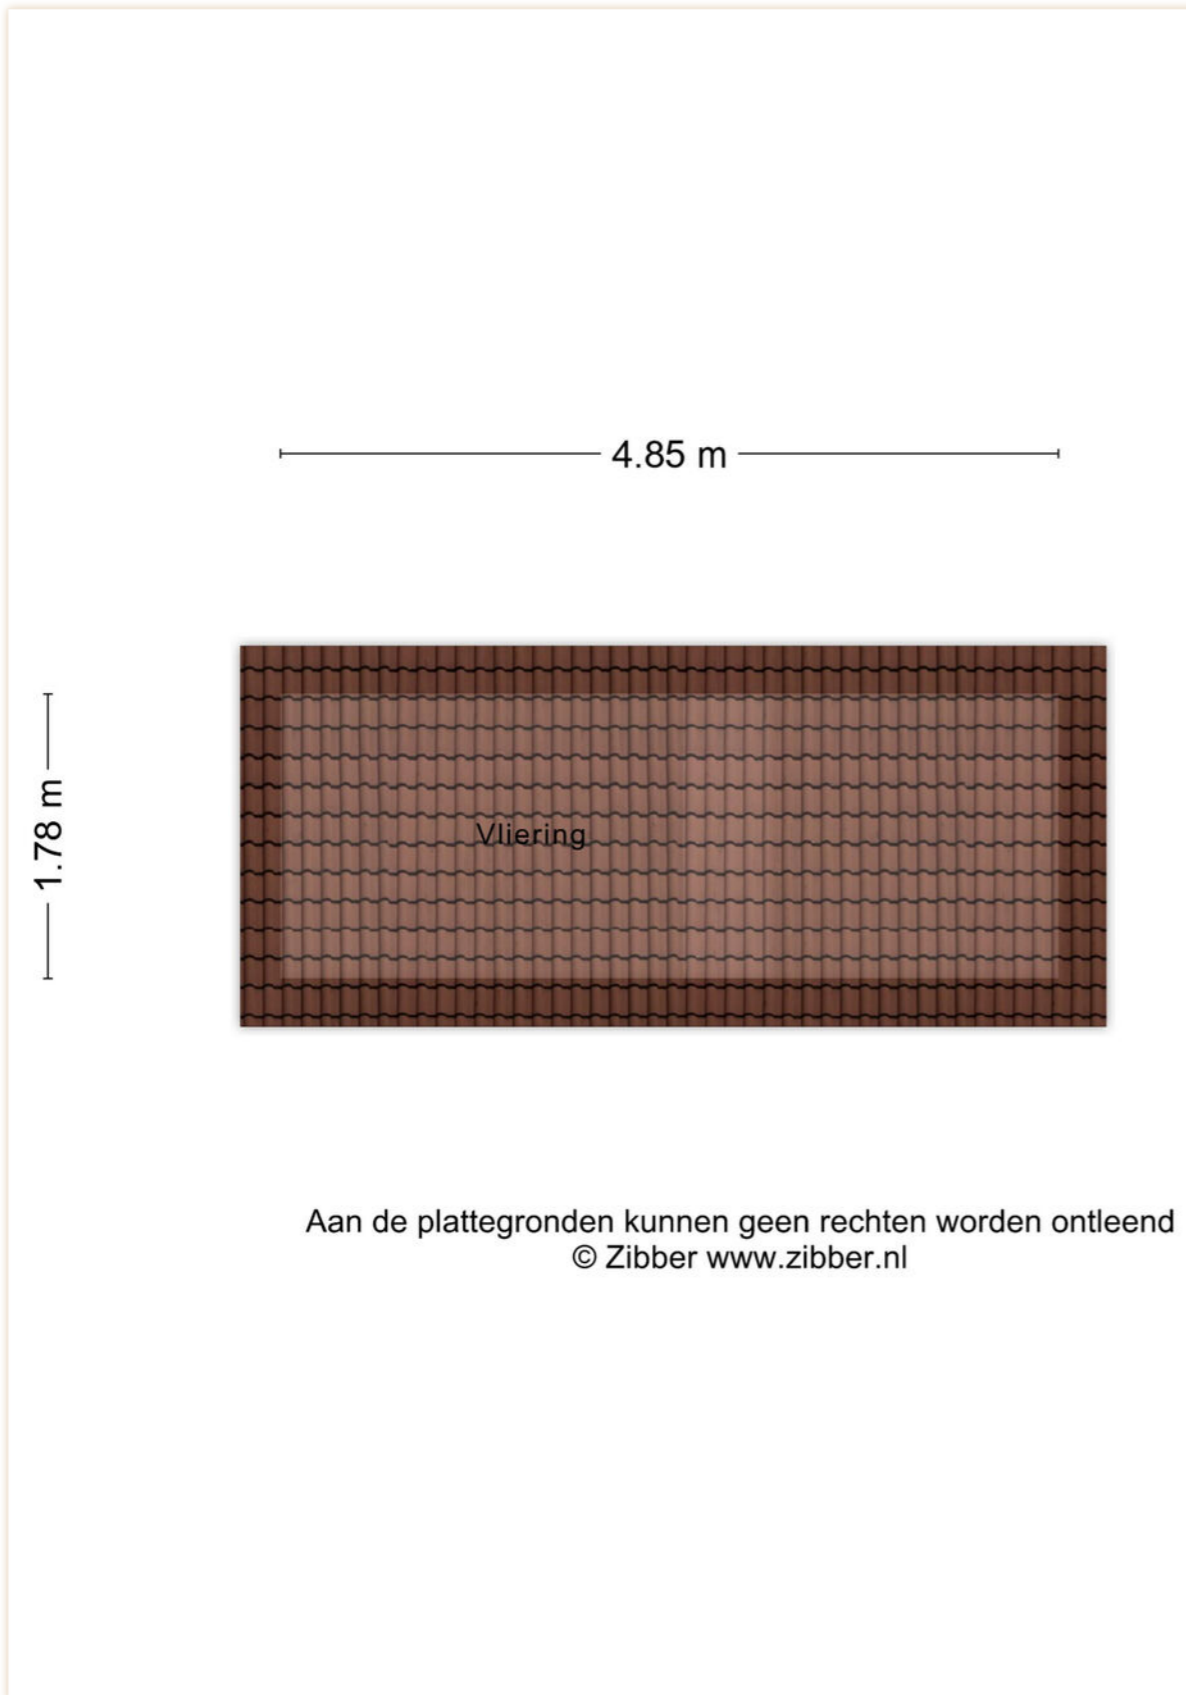 4.85 m
1.78 m
Vliering
Aan de plattegronden kunnen geen rechten worden ontleend
© Zibber www.zibber.nl